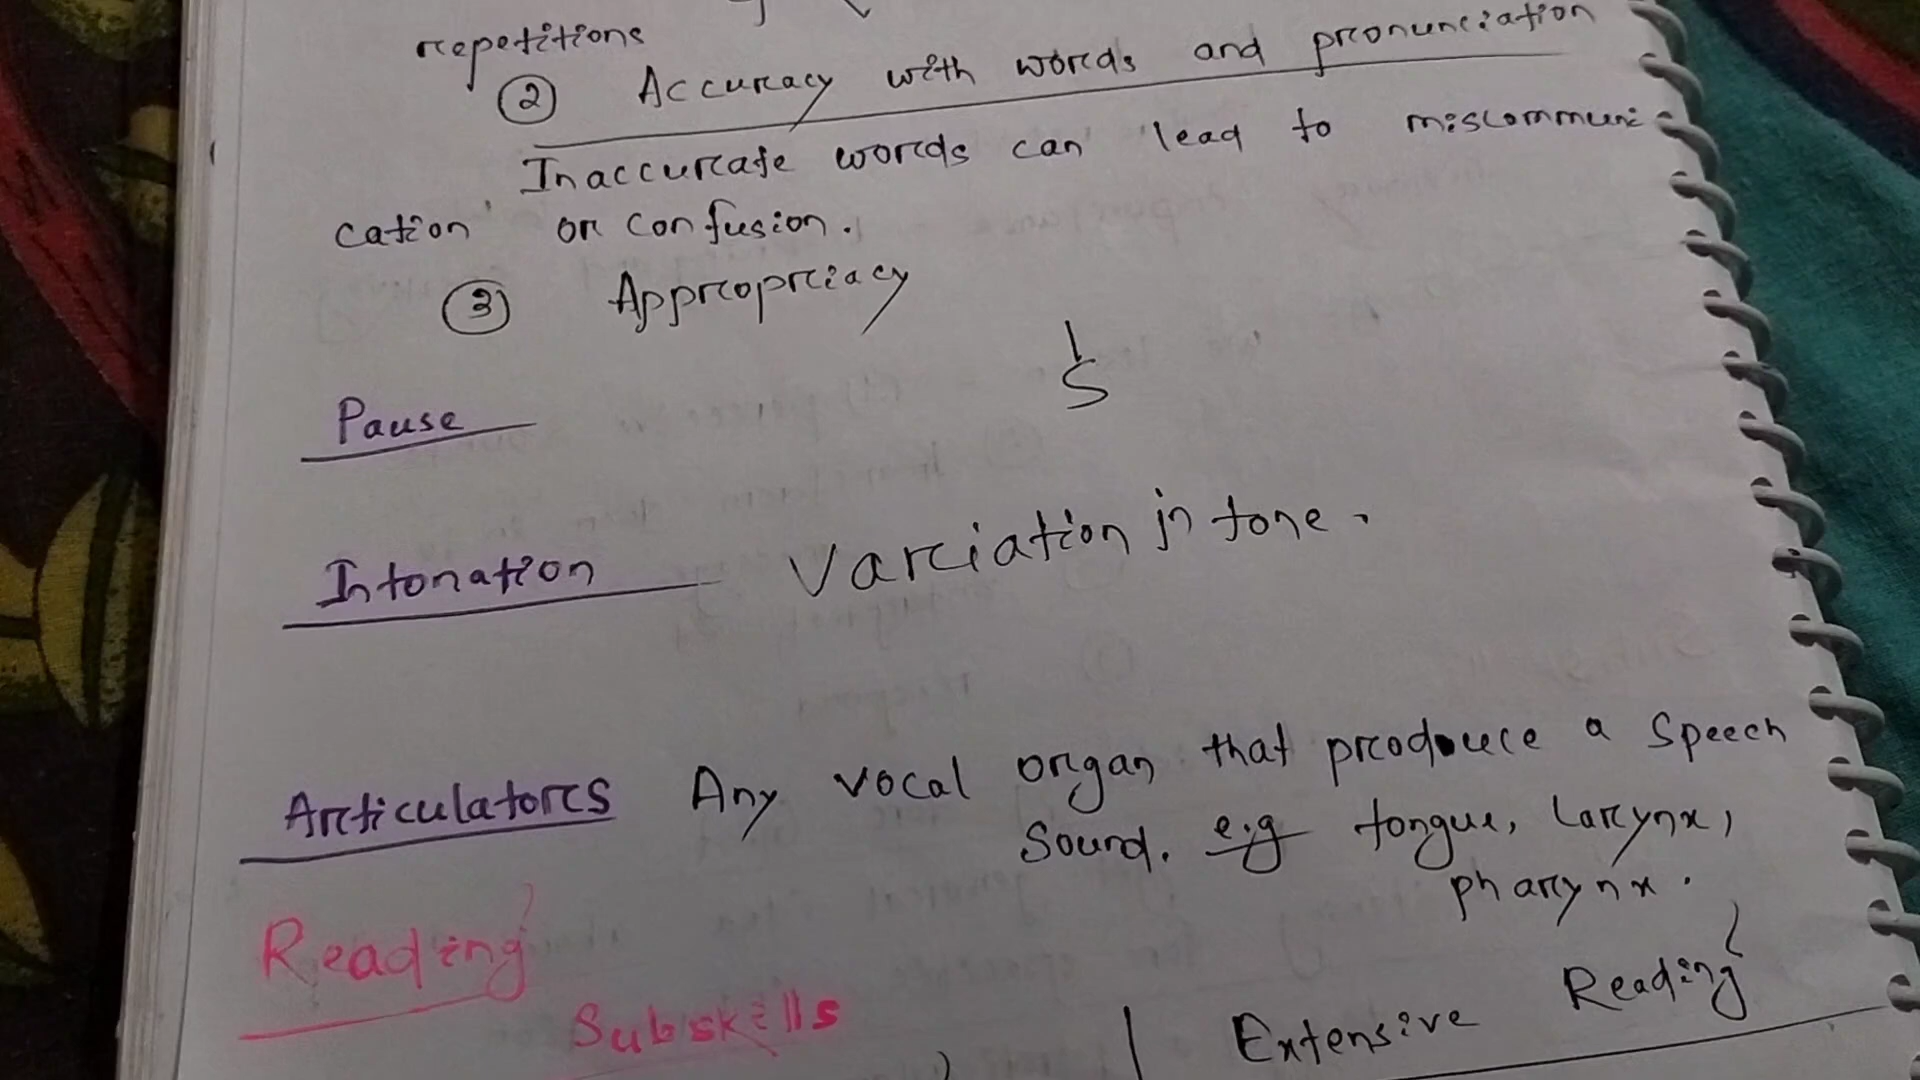 repetitions
② Accuracy with words and pronunciation
Inaccurate words can lead to miscommuni
cation or confusion.
③ Appropriacy
Pause
Intonation Variation in tone.
Articulators Any vocal organ that produce a speech
sound. e.g tongue, larynx,
pharynx.
Reading
Subskills
Extensive Reading